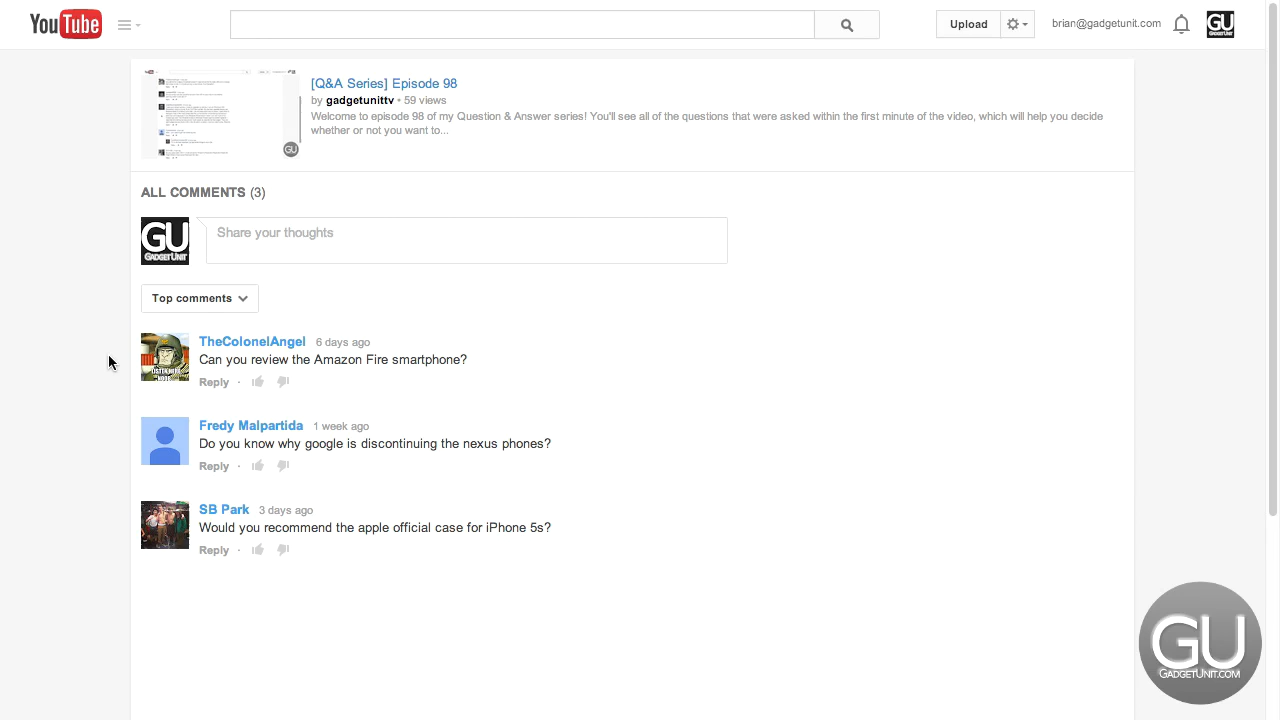 YouTube
Upload
brian@gadgetunit.com
GU
GADGETUNIT
[Q&A Series] Episode 98
by gadgetunittv • 59 views
Welcome to episode 98 of my Question & Answer series! You'll see all of the questions that were asked within the first minute of the video, which will help you decide
whether or not you want to...
GU
ALL COMMENTS (3)
GU
GADGETUNIT
Share your thoughts
Top comments
TheColonelAngel 6 days ago
Can you review the Amazon Fire smartphone?
Reply ·
Fredy Malpartida 1 week ago
Do you know why google is discontinuing the nexus phones?
Reply ·
SB Park 3 days ago
Would you recommend the apple official case for iPhone 5s?
Reply ·
GU
GADGETUNIT.COM